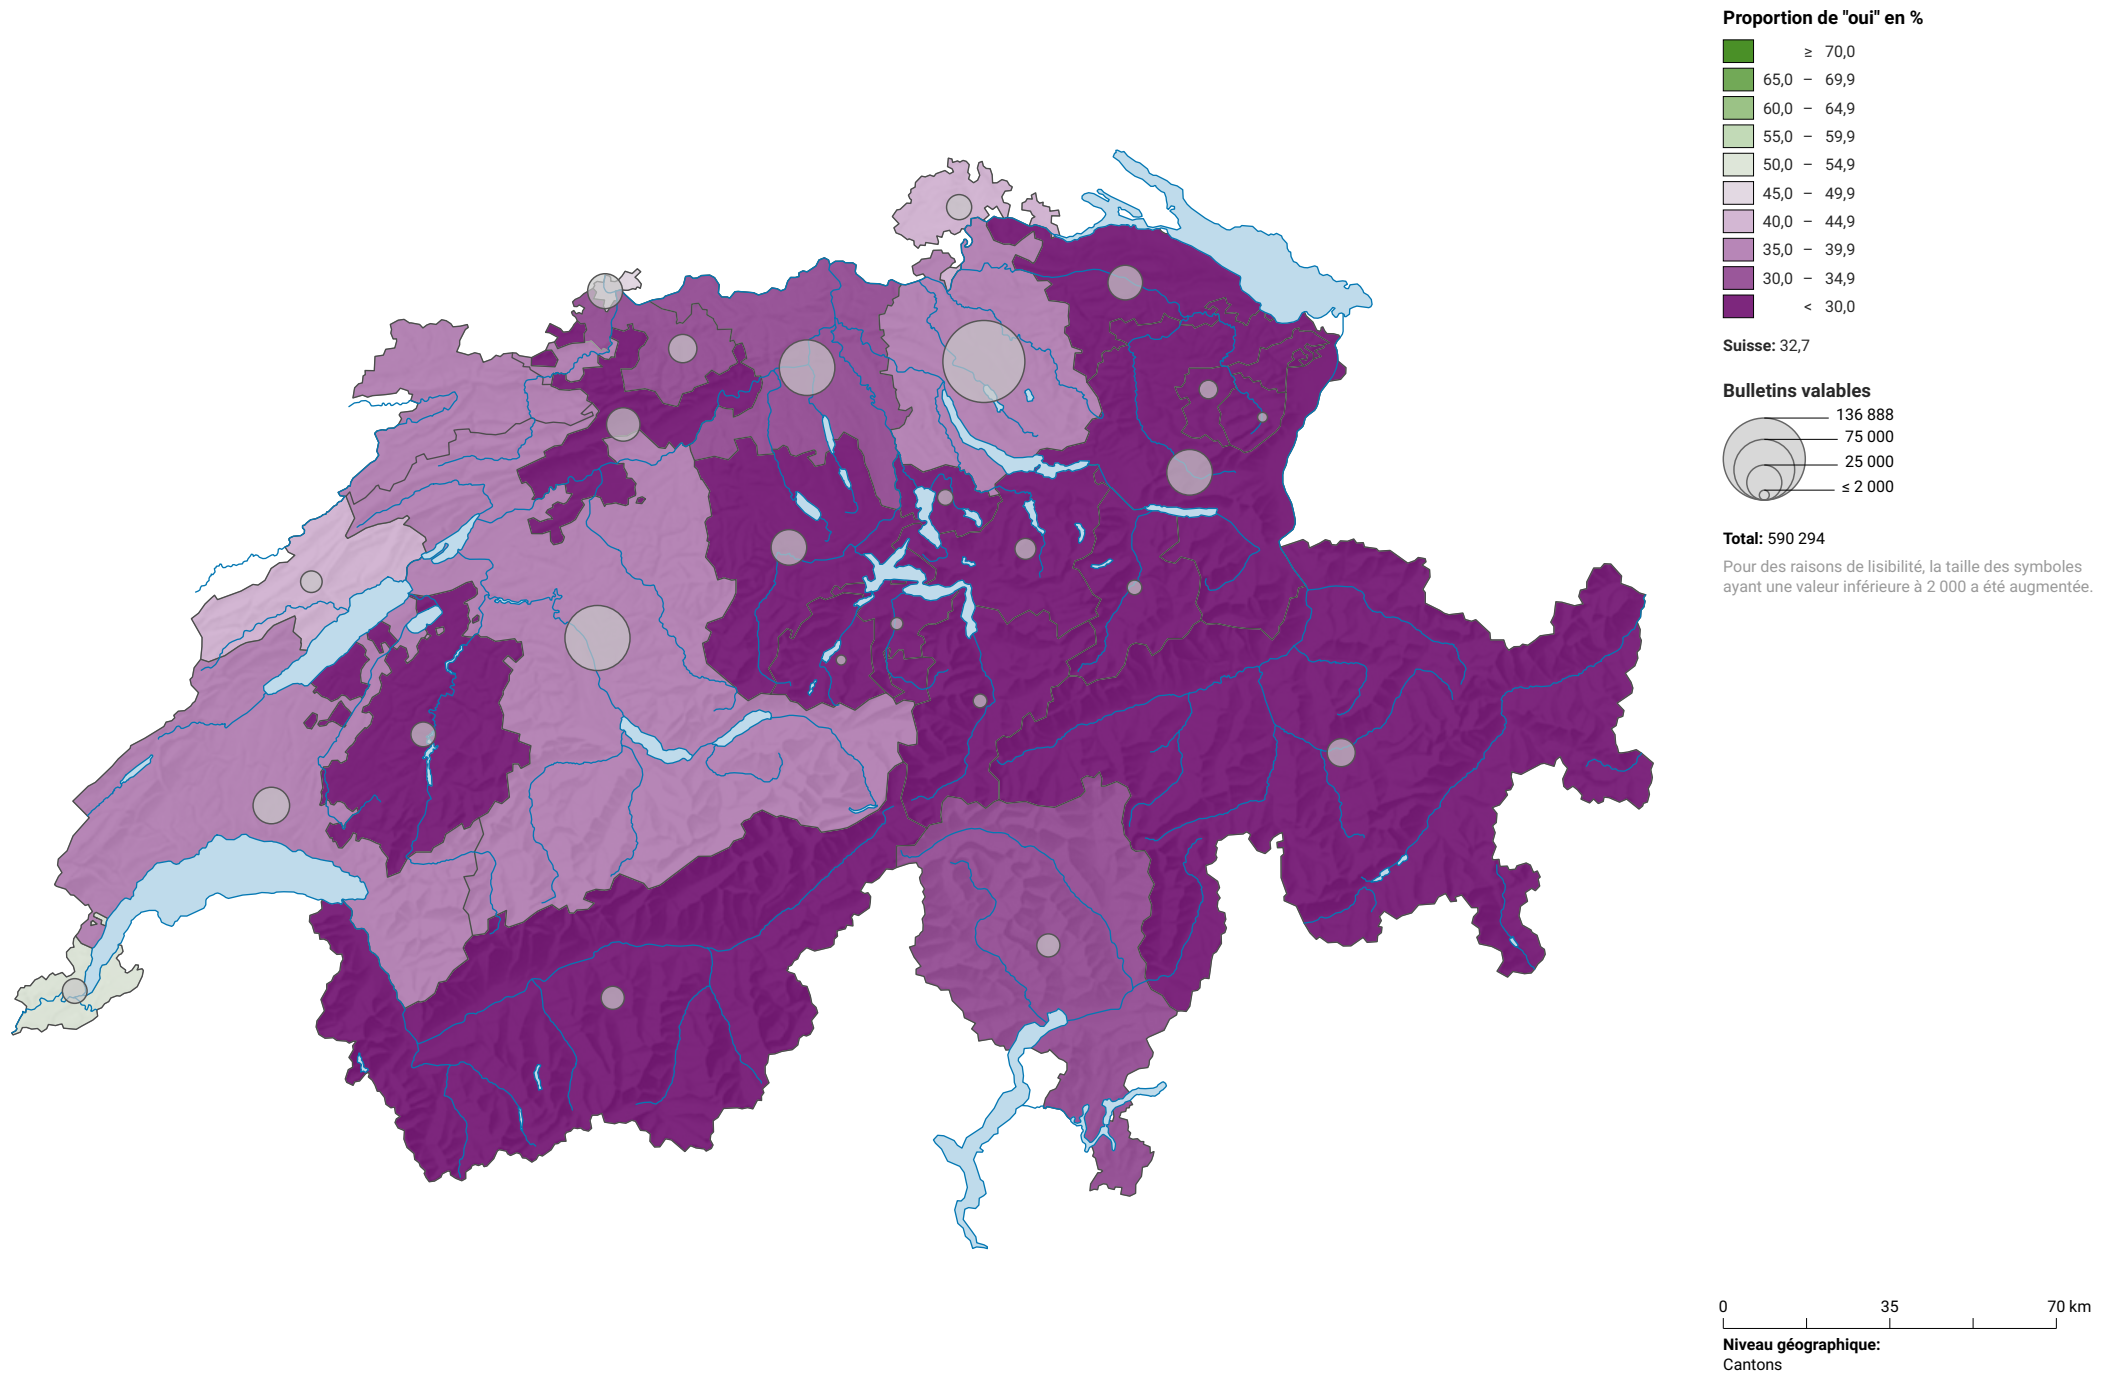 Proportion de "oui" en %
≥ 70,0
65,0 – 69,9
60,0 – 64,9
55,0 – 59,9
50,0 – 54,9
45,0 – 49,9
40,0 – 44,9
35,0 – 39,9
30,0 – 34,9
< 30,0
Suisse: 32,7
Bulletins valables
136 888
75 000
25 000
≤ 2 000
Total: 590 294
Pour des raisons de lisibilité, la taille des symboles
ayant une valeur inférieure à 2 000 a été augmentée.
0 35 70 km
Niveau géographique:
Cantons